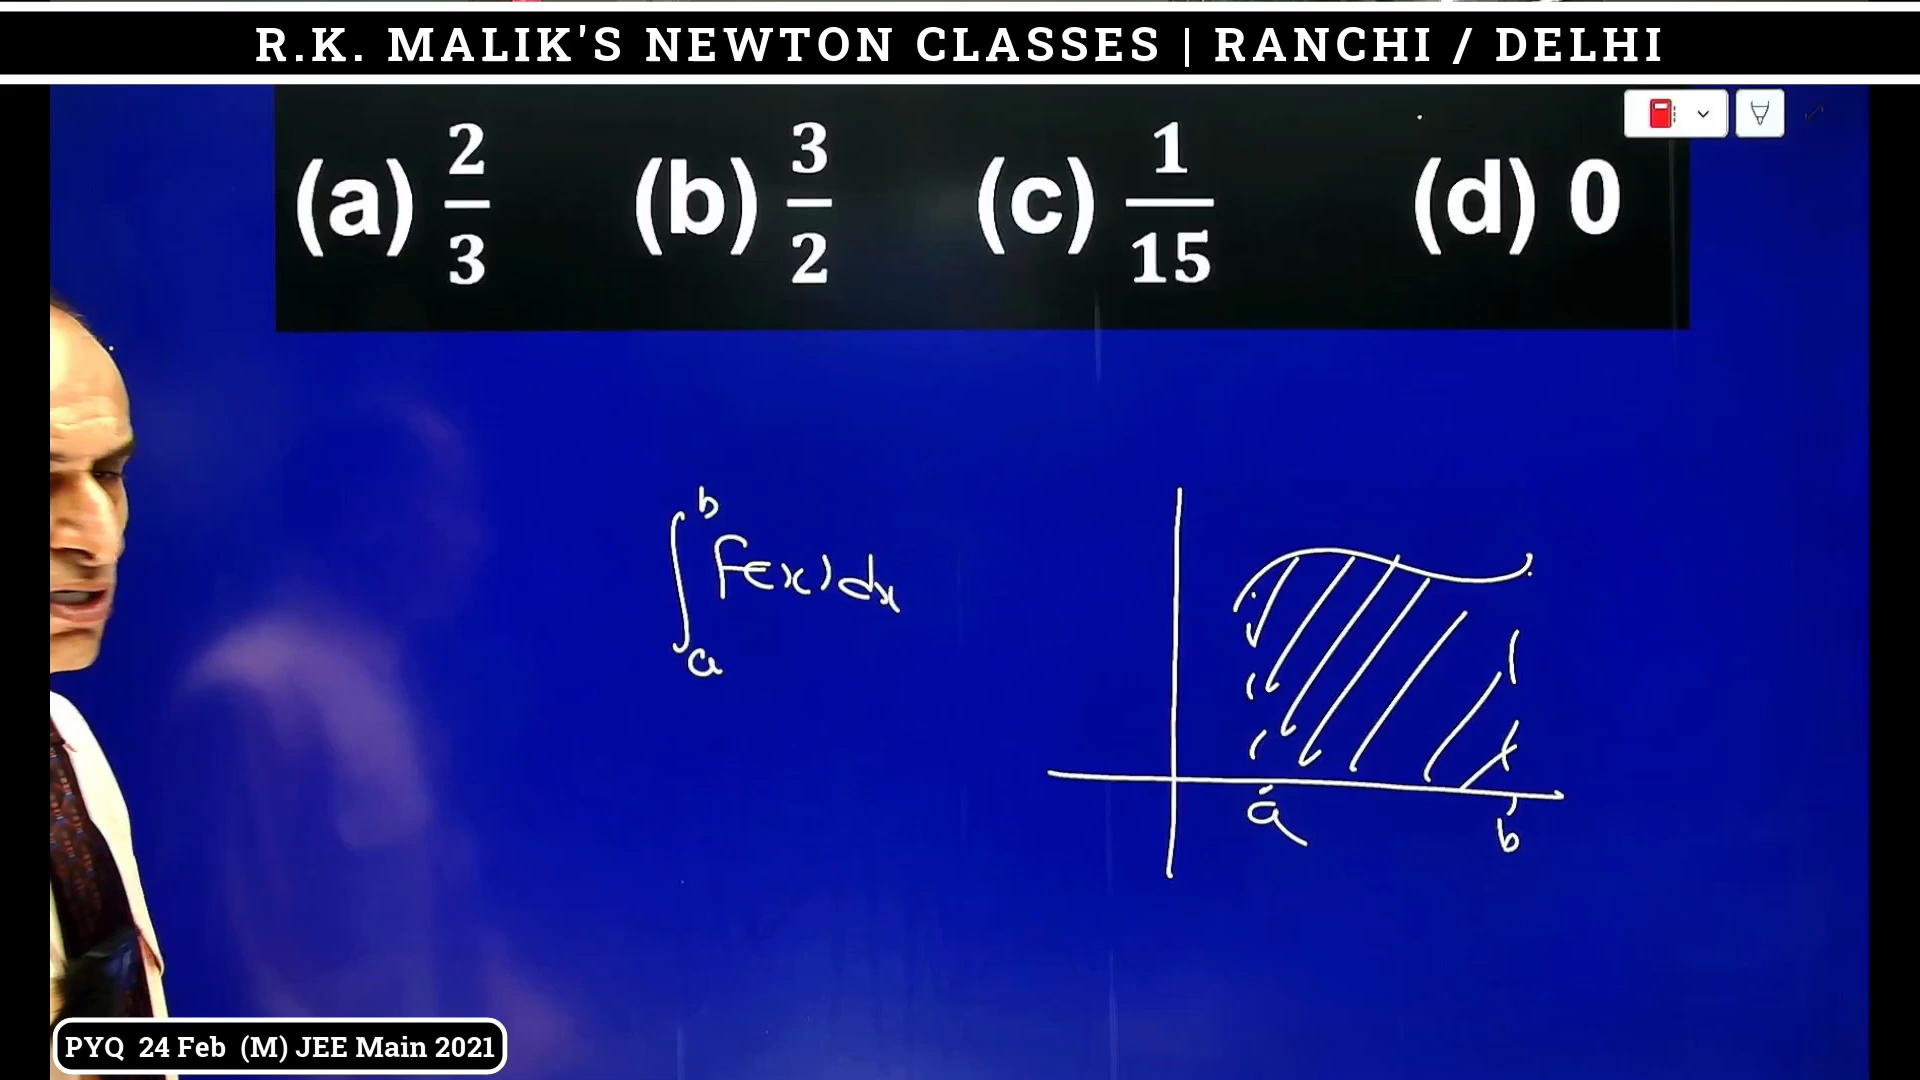 R.K. MALIK'S NEWTON CLASSES | RANCHI / DELHI
(a) 2/3 (b) 3/2 (c) 1/15 (d) 0
∫_a^b f(x) dx
a b
PYQ 24 Feb (M) JEE Main 2021